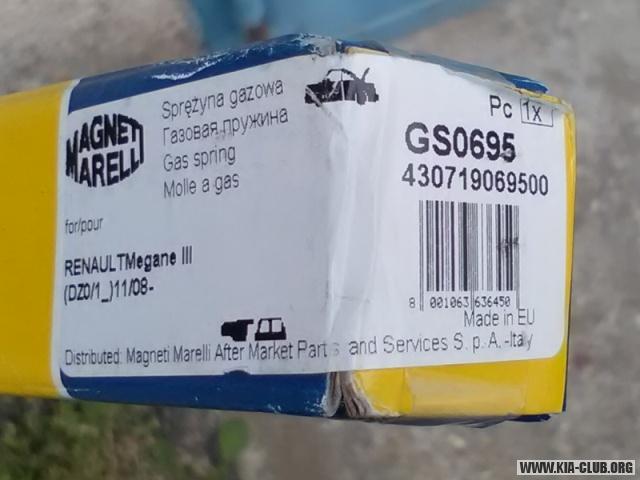 MAGNETI
MARELLI
Sprężyna gazowa
Газовая пружина
Gas spring
Molle a gas
for/pour
RENAULTMegane III
(DZ0/1_)11/08-
Pc 1x
GS0695
430719069500
8 001063 636450
Made in EU
Distributed: Magneti Marelli After Market Parts and Services S. p. A. -Italy
WWW.KIA-CLUB.ORG